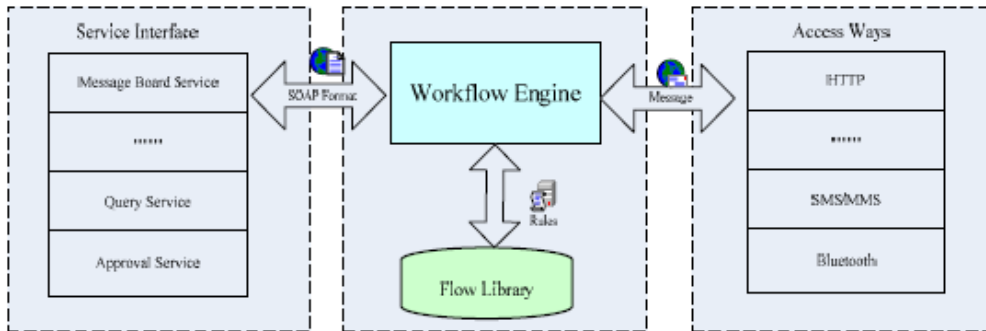 Service Interface
Message Board Service
......
Query Service
Approval Service
SOAP Format
Workflow Engine
Rules
Flow Library
Message
Access Ways
HTTP
......
SMS/MMS
Bluetooth